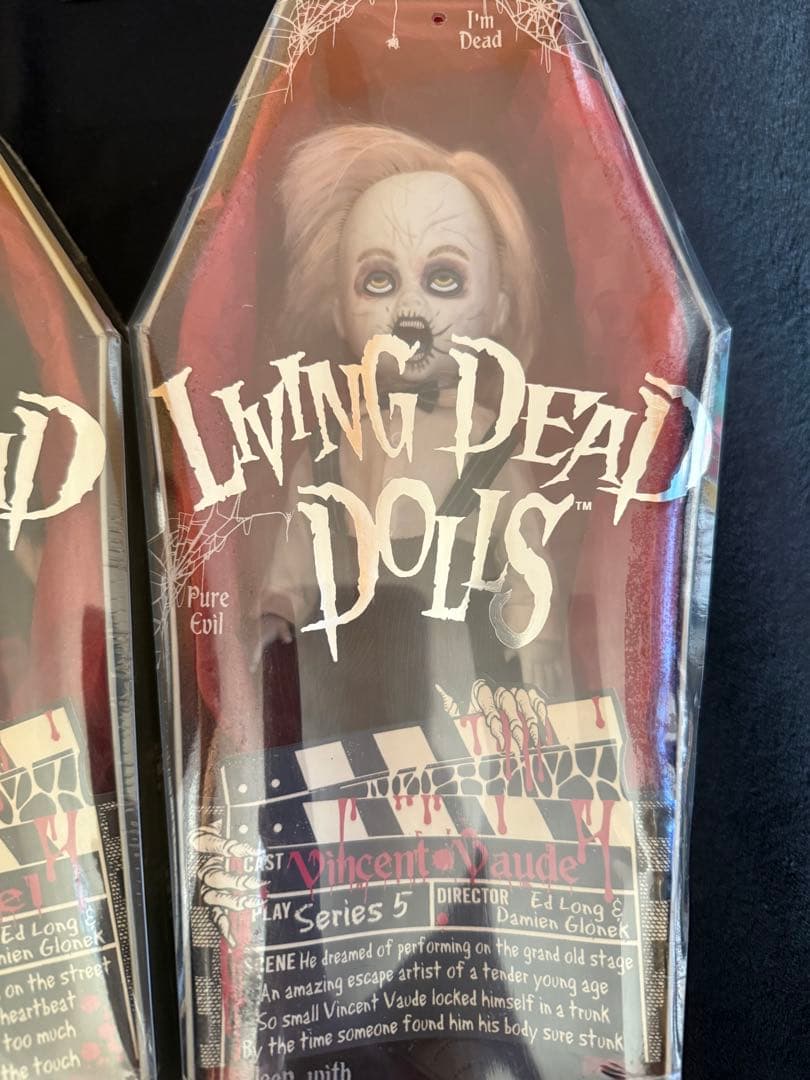 I'm
Dead
LIVING DEAD
DOLLS™
Pure
Evil
CAST Vincent Vaude
PLAY Series 5
DIRECTOR Ed Long &
Damien Glonek
SCENE He dreamed of performing on the grand old stage
An amazing escape artist of a tender young age
So small Vincent Vaude locked himself in a trunk
By the time someone found him his body sure stunk
with
D
el
Ed Long &
mien Glonek
on the street
heartbeat
too much
the touch